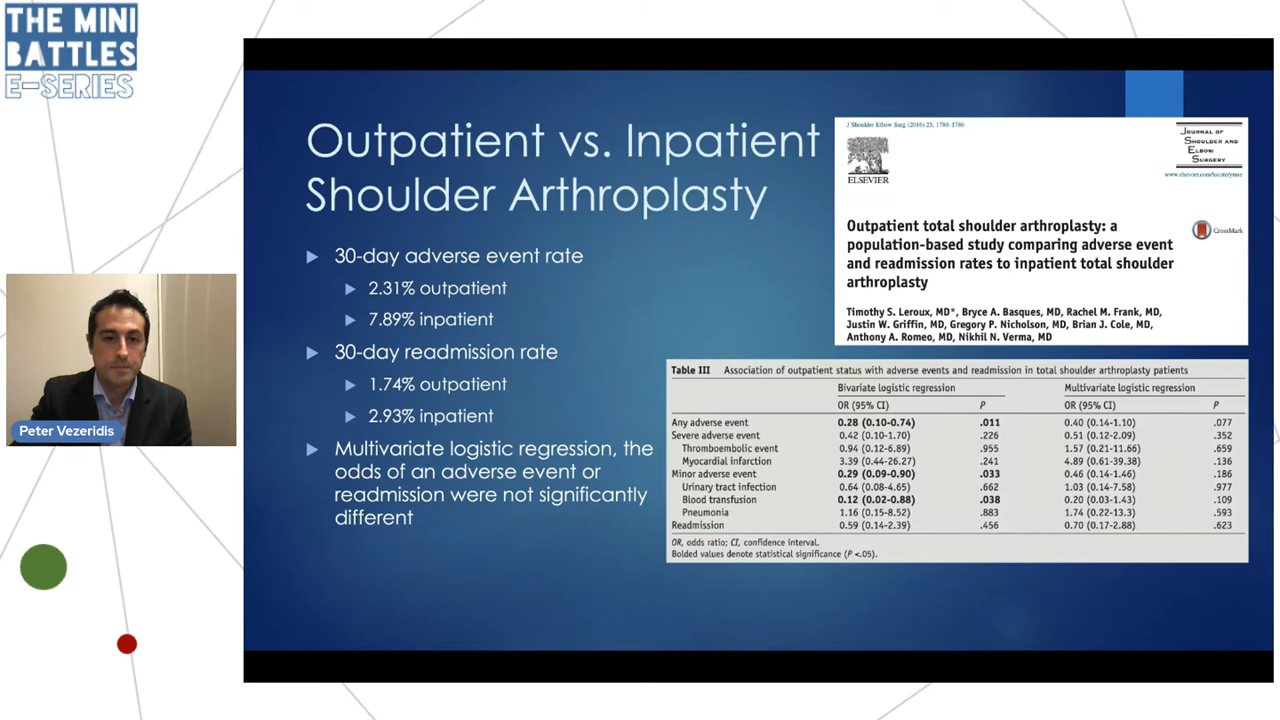 THE MINI
BATTLES
E-SERIES
Peter Vezeridis
Outpatient vs. Inpatient
Shoulder Arthroplasty
30-day adverse event rate
2.31% outpatient
7.89% inpatient
30-day readmission rate
1.74% outpatient
2.93% inpatient
Multivariate logistic regression, the
odds of an adverse event or
readmission were not significantly
different
J Shoulder Elbow Surg (2016) 25, 1780-1786
ELSEVIER
JOURNAL OF
SHOULDER AND
ELBOW
SURGERY
www.elsevier.com/locate/ymse
Outpatient total shoulder arthroplasty: a
population-based study comparing adverse event
and readmission rates to inpatient total shoulder
arthroplasty
CrossMark
Timothy S. Leroux, MD*, Bryce A. Basques, MD, Rachel M. Frank, MD,
Justin W. Griffin, MD, Gregory P. Nicholson, MD, Brian J. Cole, MD,
Anthony A. Romeo, MD, Nikhil N. Verma, MD
Table III Association of outpatient status with adverse events and readmission in total shoulder arthroplasty patients
Bivariate logistic regression Multivariate logistic regression
OR (95% CI) P OR (95% CI) P
Any adverse event 0.28 (0.10-0.74) .011 0.40 (0.14-1.10) .077
Severe adverse event 0.42 (0.10-1.70) .226 0.51 (0.12-2.09) .352
Thromboembolic event 0.94 (0.12-6.89) .955 1.57 (0.21-11.66) .659
Myocardial infarction 3.39 (0.44-26.27) .241 4.89 (0.61-39.38) .136
Minor adverse event 0.29 (0.09-0.90) .033 0.46 (0.14-1.46) .186
Urinary tract infection 0.64 (0.08-4.65) .662 1.03 (0.14-7.58) .977
Blood transfusion 0.12 (0.02-0.88) .038 0.20 (0.03-1.43) .109
Pneumonia 1.16 (0.15-8.52) .883 1.74 (0.22-13.3) .593
Readmission 0.59 (0.14-2.39) .456 0.70 (0.17-2.88) .623
OR, odds ratio; CI, confidence interval.
Bolded values denote statistical significance (P <.05).